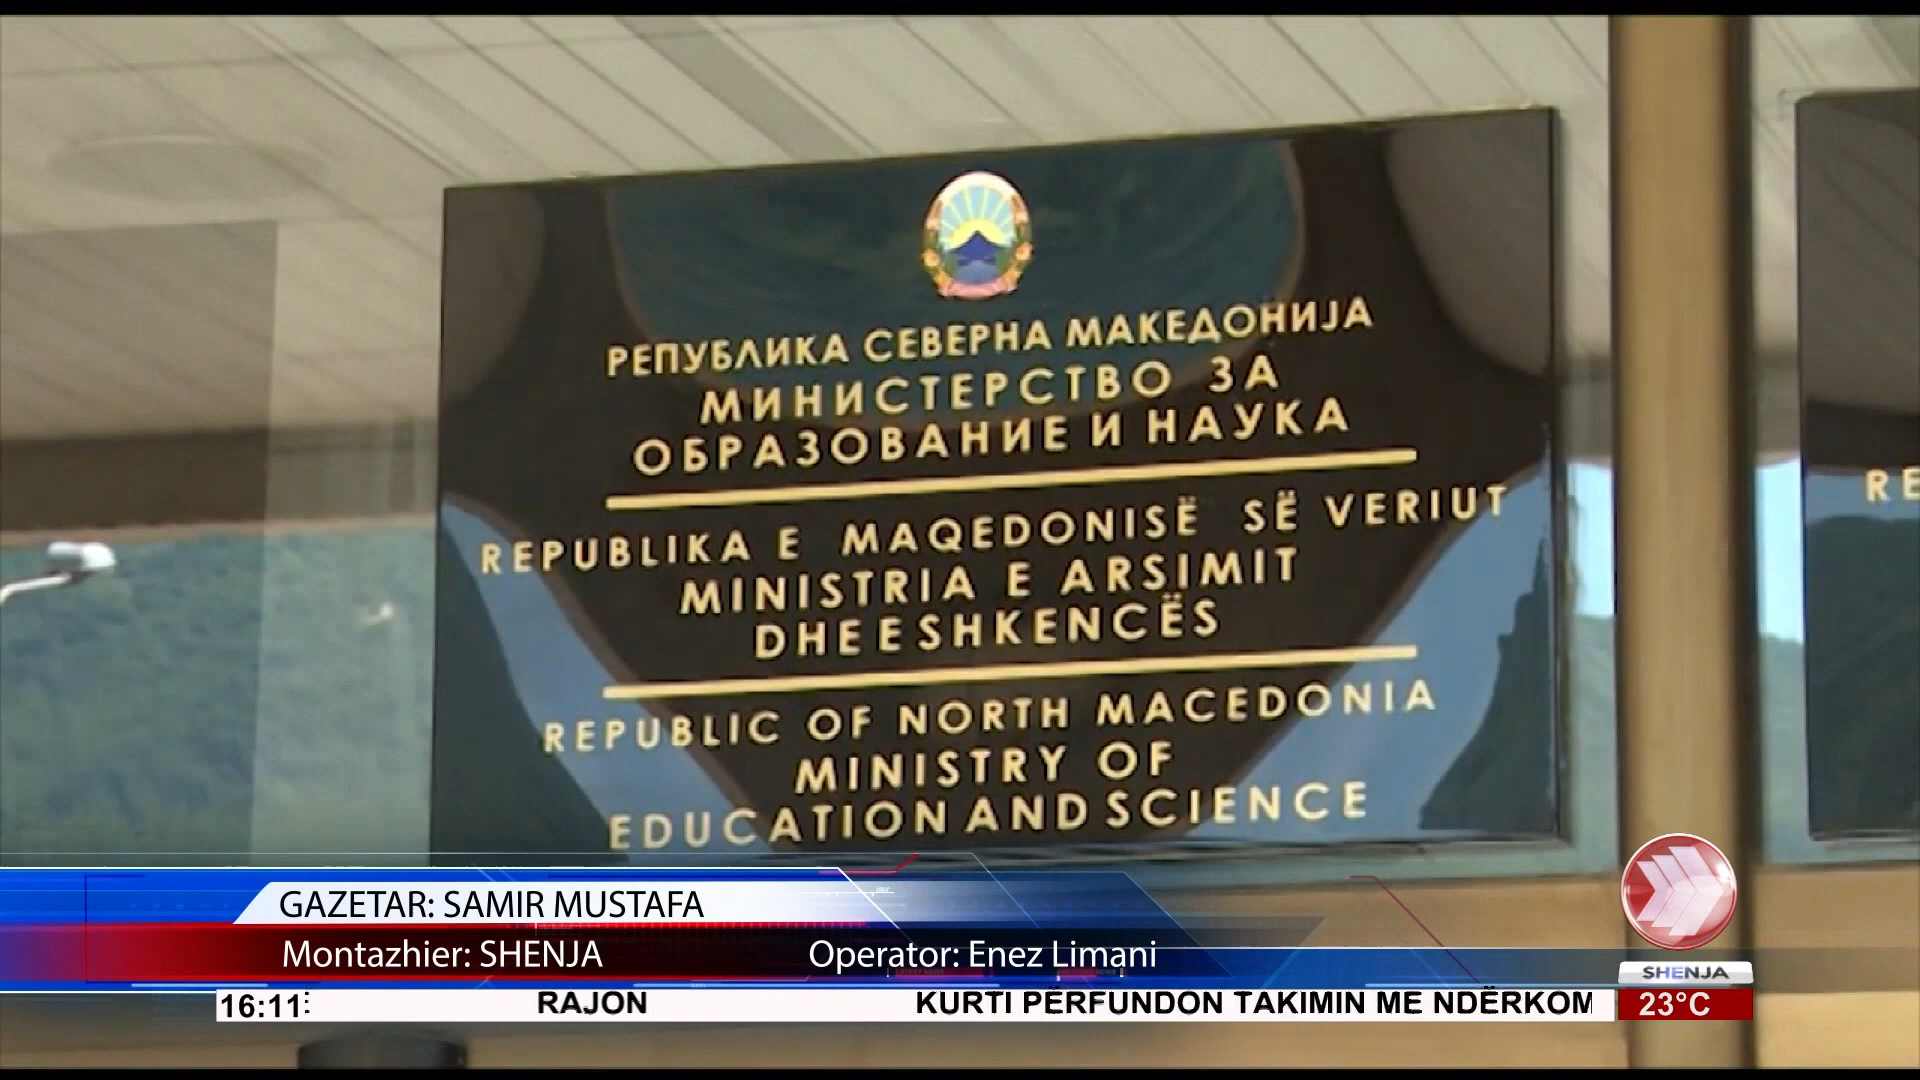 РЕПУБЛИКА СЕВЕРНА МАКЕДОНИЈА
МИНИСТЕРСТВО ЗА
ОБРАЗОВАНИЕ И НАУКА
REPUBLIKA E MAQEDONISË SË VERIUT
MINISTRIA E ARSIMIT
DHE ESHKENCËS
REPUBLIC OF NORTH MACEDONIA
MINISTRY OF
EDUCATION AND SCIENCE
RE
GAZETAR: SAMIR MUSTAFA
Montazhier: SHENJA Operator: Enez Limani
SHENJA
16:11 RAJON KURTI PËRFUNDON TAKIMIN ME NDËRKOM 23°C